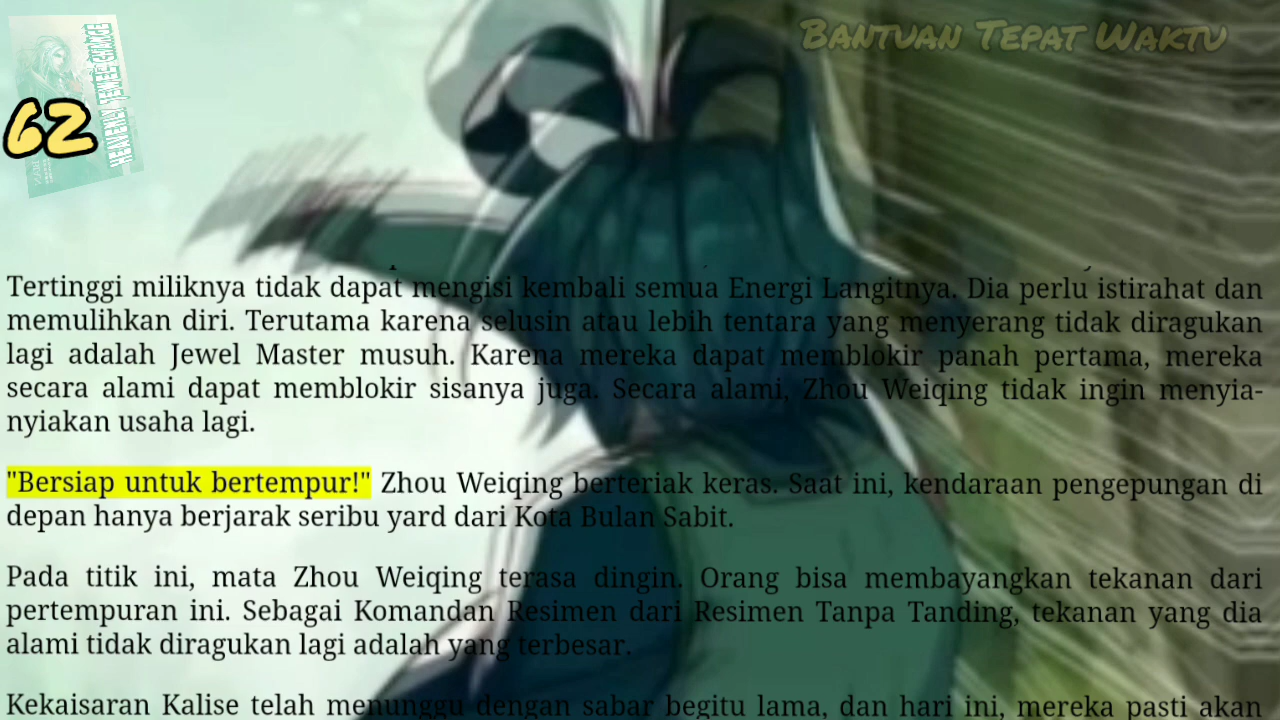 Bantuan Tepat Waktu
HEAVENLY JEWEL CHANGE
62
Tertinggi miliknya tidak dapat mengisi kembali semua Energi Langitnya. Dia perlu istirahat dan
memulihkan diri. Terutama karena selusin atau lebih tentara yang menyerang tidak diragukan
lagi adalah Jewel Master musuh. Karena mereka dapat memblokir panah pertama, mereka
secara alami dapat memblokir sisanya juga. Secara alami, Zhou Weiqing tidak ingin menyia-
nyiakan usaha lagi.
"Bersiap untuk bertempur!" Zhou Weiqing berteriak keras. Saat ini, kendaraan pengepungan di
depan hanya berjarak seribu yard dari Kota Bulan Sabit.
Pada titik ini, mata Zhou Weiqing terasa dingin. Orang bisa membayangkan tekanan dari
pertempuran ini. Sebagai Komandan Resimen dari Resimen Tanpa Tanding, tekanan yang dia
alami tidak diragukan lagi adalah yang terbesar.
Kekaisaran Kalise telah menunggu dengan sabar begitu lama, dan hari ini, mereka pasti akan